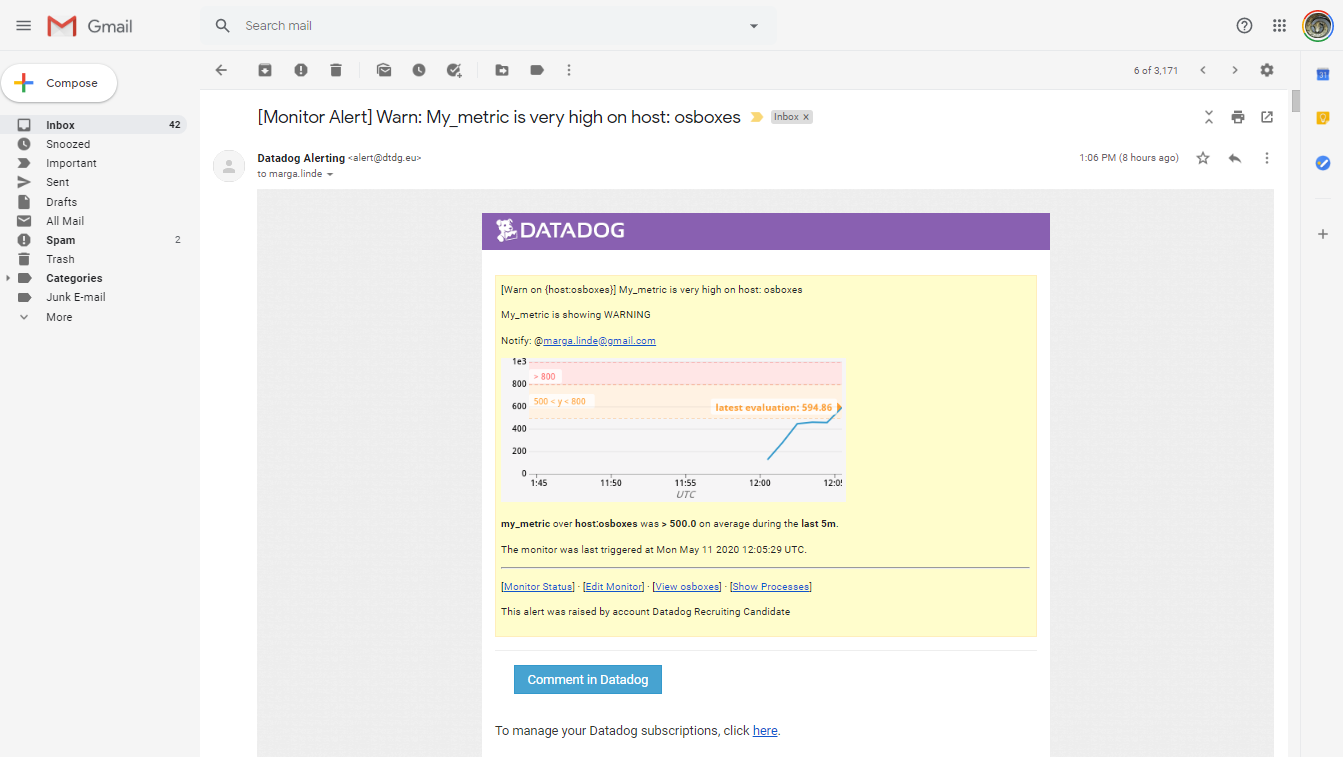 Gmail
Search mail
Compose
6 of 3,171
31
Inbox 42
Snoozed
Important
Sent
Drafts
All Mail
Spam 2
Trash
Categories
Junk E-mail
More
[Monitor Alert] Warn: My_metric is very high on host: osboxes
Inbox x
Datadog Alerting <alert@dtdg.eu>
1:06 PM (8 hours ago)
to marga.linde
DATADOG
[Warn on {host:osboxes}] My_metric is very high on host: osboxes
My_metric is showing WARNING
Notify: @marga.linde@gmail.com
1e3
> 800
800
500 < y < 800
600
latest evaluation: 594.86
400
200
0
1:45 11:50 11:55 12:00 12:05
UTC
my_metric over host:osboxes was > 500.0 on average during the last 5m.
The monitor was last triggered at Mon May 11 2020 12:05:29 UTC.
[Monitor Status] · [Edit Monitor] · [View osboxes] · [Show Processes]
This alert was raised by account Datadog Recruiting Candidate
Comment in Datadog
To manage your Datadog subscriptions, click here.